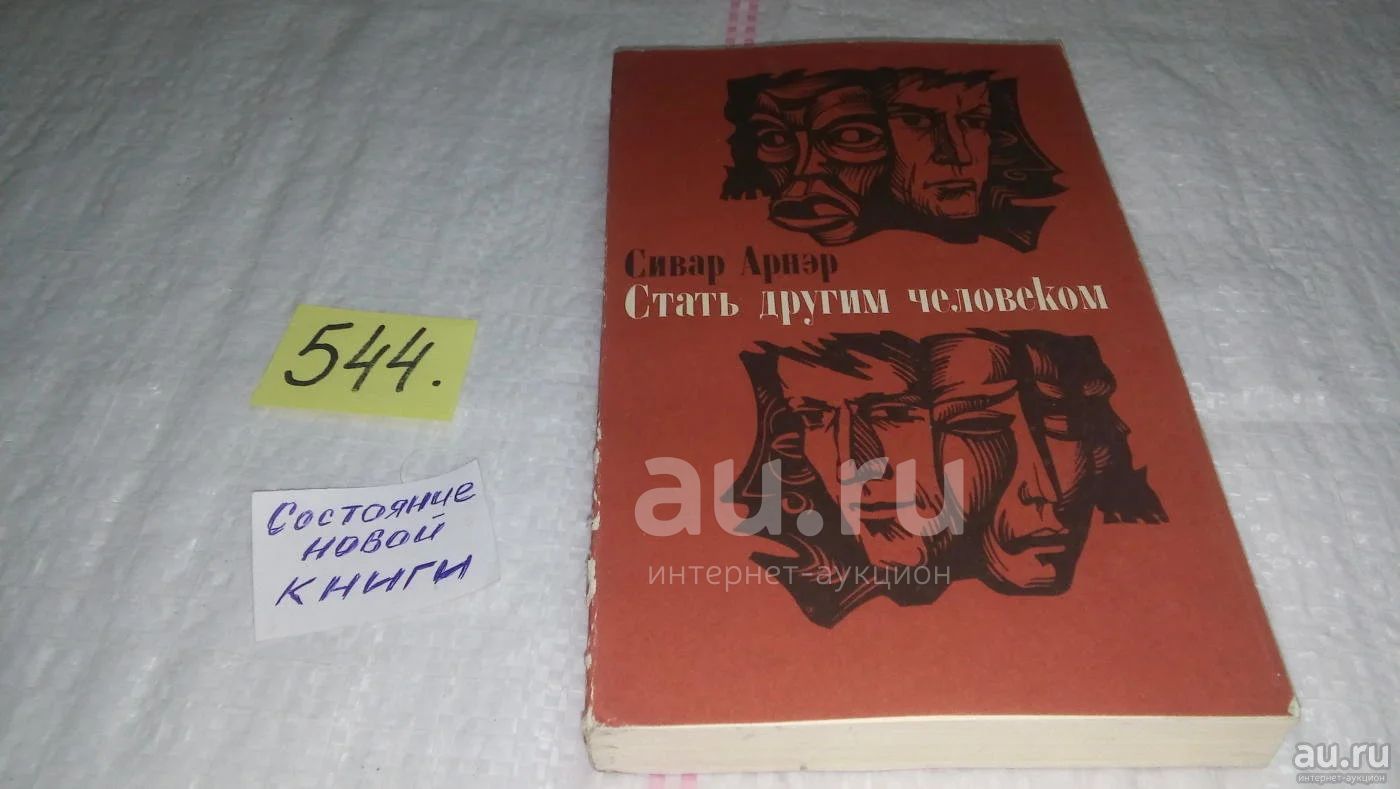 Сивар Арнэр
Стать другим человеком
544.
Состояние
новой
книги
au.ru
интернет-аукцион
au.ru
интернет-аукцион